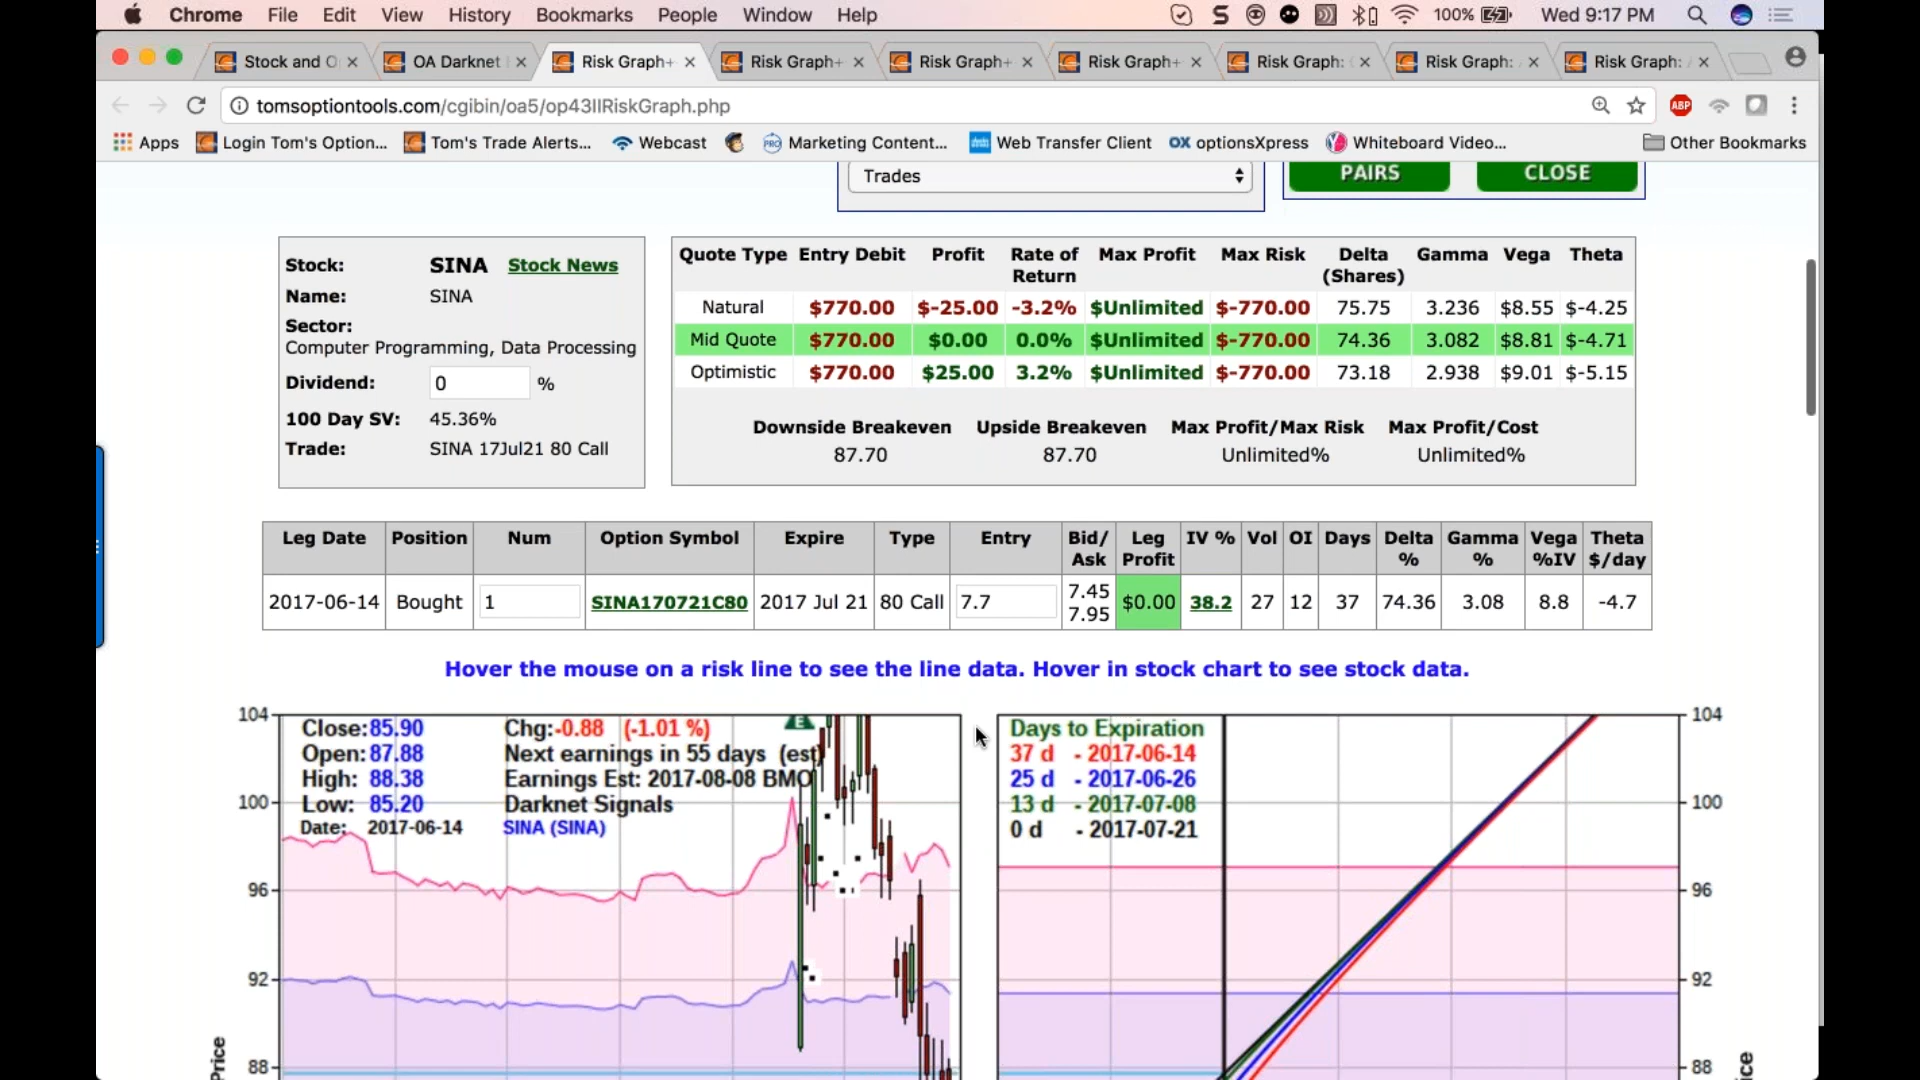 Chrome File Edit View History Bookmarks People Window Help 100% Wed 9:17 PM
Stock and O OA Darknet Risk Graph+ Risk Graph+ Risk Graph+ Risk Graph+ Risk Graph: Risk Graph: Risk Graph:
tomsoptiontools.com/cgibin/oa5/op43IIRiskGraph.php ABP
Apps Login Tom's Option... Tom's Trade Alerts... Webcast PRO Marketing Content... Web Transfer Client OX optionsXpress Whiteboard Video... Other Bookmarks
Trades PAIRS CLOSE
Stock: SINA Stock News
Name: SINA
Sector:
Computer Programming, Data Processing
Dividend: 0 %
100 Day SV: 45.36%
Trade: SINA 17Jul21 80 Call
Quote Type Entry Debit Profit Rate of Return Max Profit Max Risk Delta (Shares) Gamma Vega Theta
Natural $770.00 $-25.00 -3.2% $Unlimited $-770.00 75.75 3.236 $8.55 $-4.25
Mid Quote $770.00 $0.00 0.0% $Unlimited $-770.00 74.36 3.082 $8.81 $-4.71
Optimistic $770.00 $25.00 3.2% $Unlimited $-770.00 73.18 2.938 $9.01 $-5.15
Downside Breakeven Upside Breakeven Max Profit/Max Risk Max Profit/Cost
87.70 87.70 Unlimited% Unlimited%
Leg Date Position Num Option Symbol Expire Type Entry Bid/ Ask Leg Profit IV % Vol OI Days Delta % Gamma % Vega %IV Theta $/day
2017-06-14 Bought 1 SINA170721C80 2017 Jul 21 80 Call 7.7 7.45 7.95 $0.00 38.2 27 12 37 74.36 3.08 8.8 -4.7
Hover the mouse on a risk line to see the line data. Hover in stock chart to see stock data.
104
100
96
92
88
Price
Close:85.90 Chg:-0.88 (-1.01 %)
Open:87.88 Next earnings in 55 days (est)
High: 88.38 Earnings Est: 2017-08-08 BMO
Low: 85.20 Darknet Signals
Date: 2017-06-14 SINA (SINA)
E
Days to Expiration
37 d - 2017-06-14
25 d - 2017-06-26
13 d - 2017-07-08
0 d - 2017-07-21
104
100
96
92
88
ice